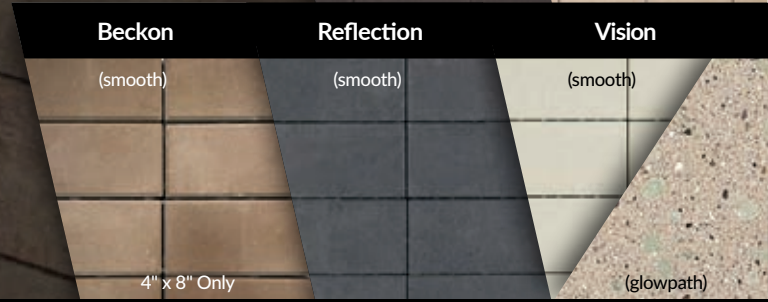 Beckon
Reflection
Vision
(smooth)
(smooth)
(smooth)
4" x 8" Only
(glowpath)